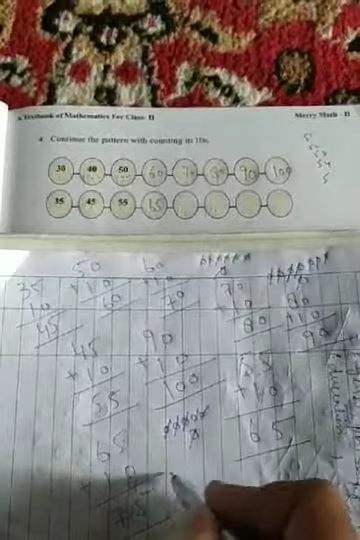 A Textbook of Mathematics For Class- II Merry Math - II
4. Continue the pattern with counting in 10s.
30 40 50 60 70 80 90 100
35 45 55 65
50 60
35 +10 +10 70 80
10 60 70 +10 +10
45 90 80 90
45 +10 55
+10 100 +10
55 65
65
+10
75